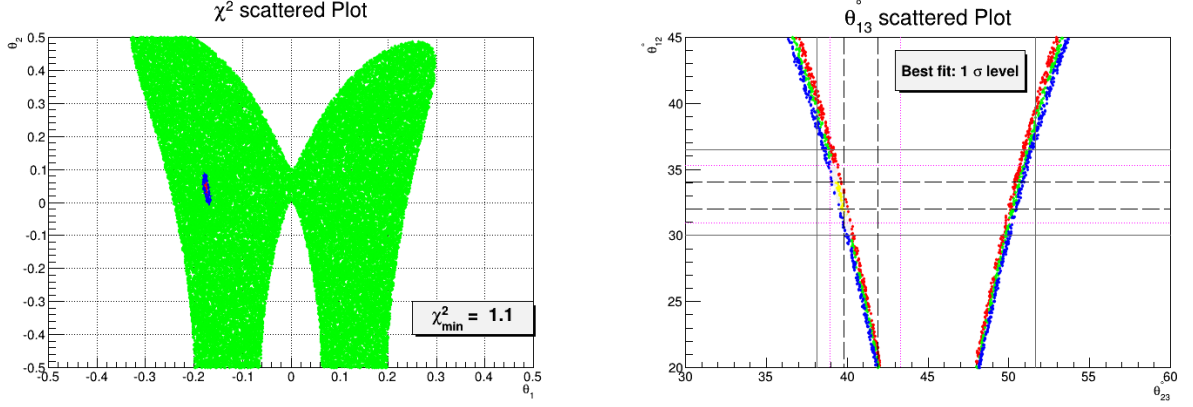 χ² scattered Plot
θ₂
0.5
0.4
0.3
0.2
0.1
0
-0.1
-0.2
-0.3
-0.4
-0.5
χ²min = 1.1
-0.5 -0.4 -0.3 -0.2 -0.1 0 0.1 0.2 0.3 0.4 0.5
θ₁
θ°₁₃ scattered Plot
θ°₁₂
45
40
35
30
25
20
Best fit: 1 σ level
30 35 40 45 50 55 60
θ°₂₃